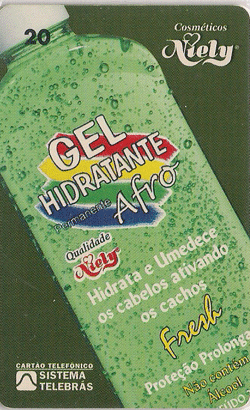 20
Cosméticos
Niely
GEL
HIDRATANTE
Permanente Afro
Qualidade
Niely
Hidrata e Umedece
os cabelos ativando
os cachos
Fresh
Proteção Prolonga
Não contém
Álcool
CARTÃO TELEFÔNICO
SISTEMA
TELEBRÁS